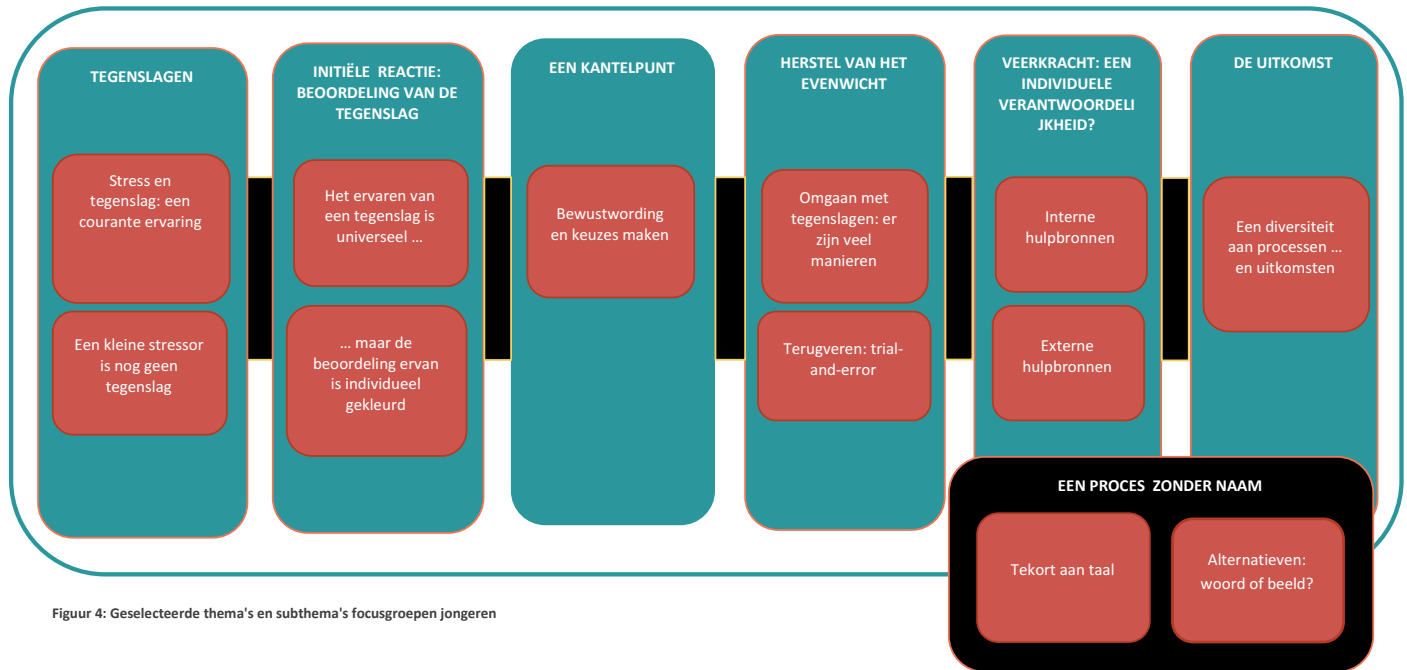 TEGENSLAGEN
Stress en
tegenslag: een
courante ervaring
Een kleine stressor
is nog geen
tegenslag
INITIËLE REACTIE:
BEOORDELING VAN DE
TEGENSLAG
Het ervaren van
een tegenslag is
universeel …
… maar de
beoordeling ervan
is individueel
gekleurd
EEN KANTELPUNT
Bewustwording
en keuzes maken
HERSTEL VAN HET
EVENWICHT
Omgaan met
tegenslagen: er
zijn veel
manieren
Terugveren: trial-
and-error
VEERKRACHT: EEN
INDIVIDUELE
VERANTWOORDELI
JKHEID?
Interne
hulpbronnen
Externe
hulpbronnen
DE UITKOMST
Een diversiteit
aan processen …
en uitkomsten
EEN PROCES ZONDER NAAM
Tekort aan taal
Alternatieven:
woord of beeld?
Figuur 4: Geselecteerde thema's en subthema's focusgroepen jongeren